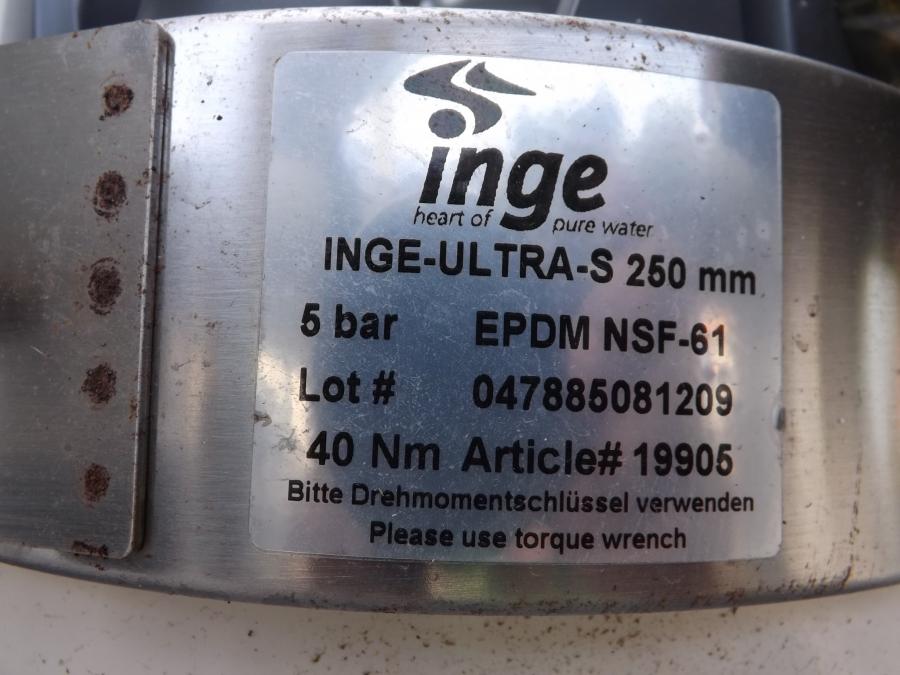 inge
heart of pure water
INGE-ULTRA-S 250 mm
5 bar EPDM NSF-61
Lot # 047885081209
40 Nm Article# 19905
Bitte Drehmomentschlüssel verwenden
Please use torque wrench